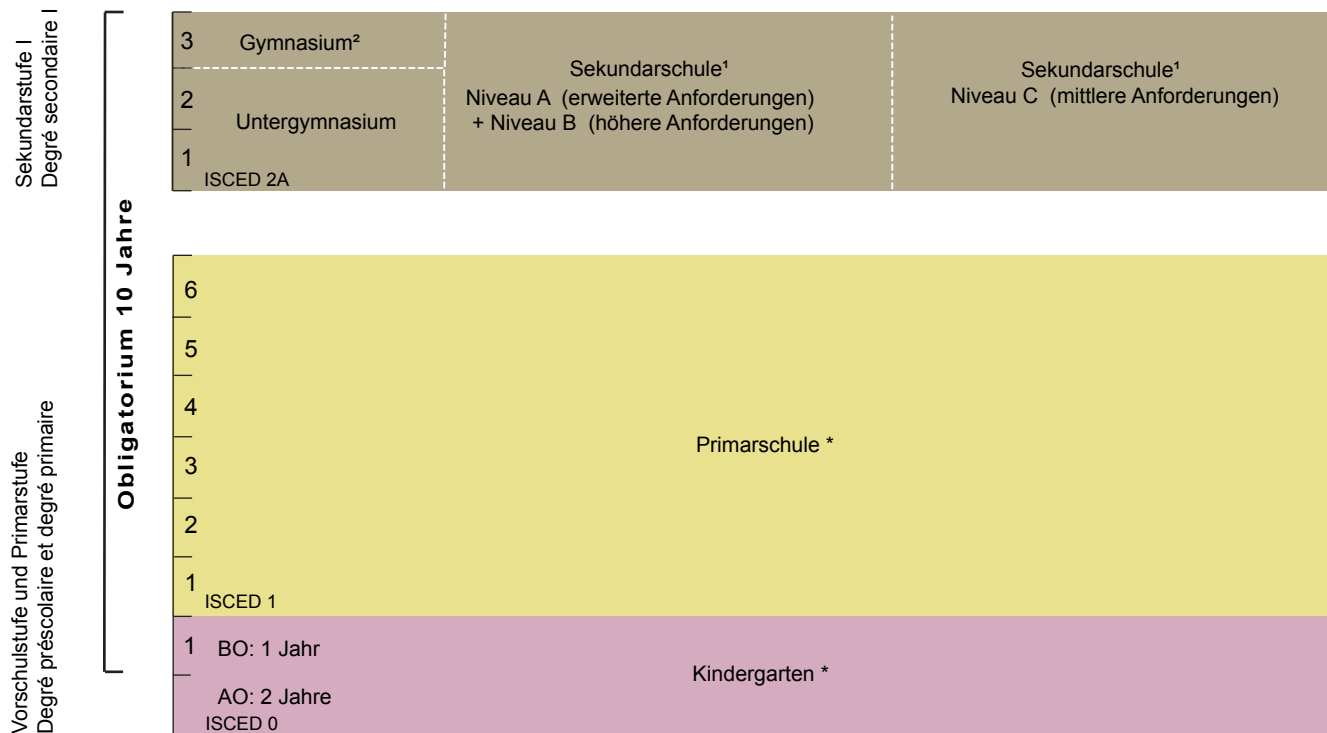 Sekundarstufe I
Degré secondaire I
Obligatorium 10 Jahre
3
Gymnasium²
2
Untergymnasium
1
ISCED 2A
Sekundarschule¹
Niveau A (erweiterte Anforderungen)
+ Niveau B (höhere Anforderungen)
Sekundarschule¹
Niveau C (mittlere Anforderungen)
Vorschulstufe und Primarstufe
Degré préscolaire et degré primaire
6
5
4
3
2
1
ISCED 1
Primarschule *
1
BO: 1 Jahr
AO: 2 Jahre
ISCED 0
Kindergarten *